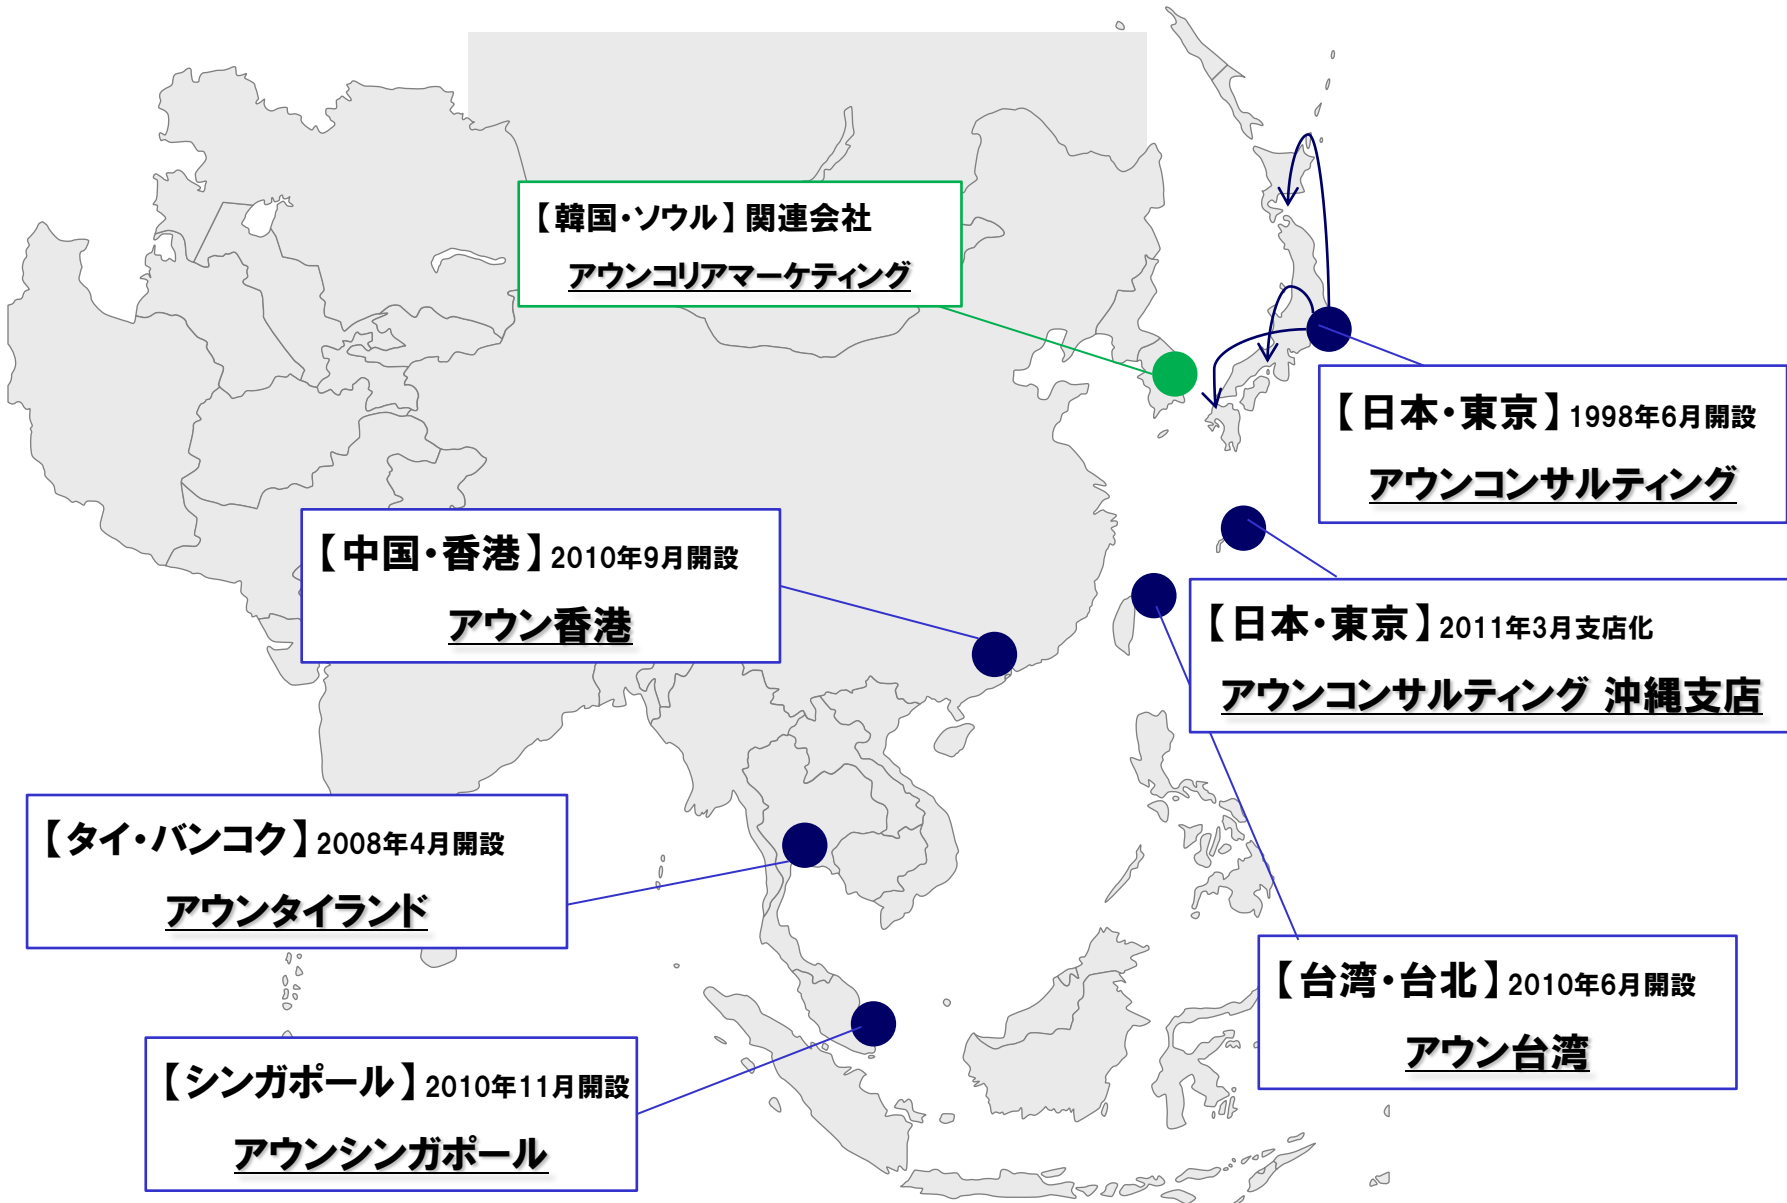 【韓国・ソウル】関連会社
アウンコリアマーケティング
【日本・東京】1998年6月開設
アウンコンサルティング
【中国・香港】2010年9月開設
アウン香港
【日本・東京】2011年3月支店化
アウンコンサルティング 沖縄支店
【タイ・バンコク】2008年4月開設
アウンタイランド
【台湾・台北】2010年6月開設
アウン台湾
【シンガポール】2010年11月開設
アウンシンガポール